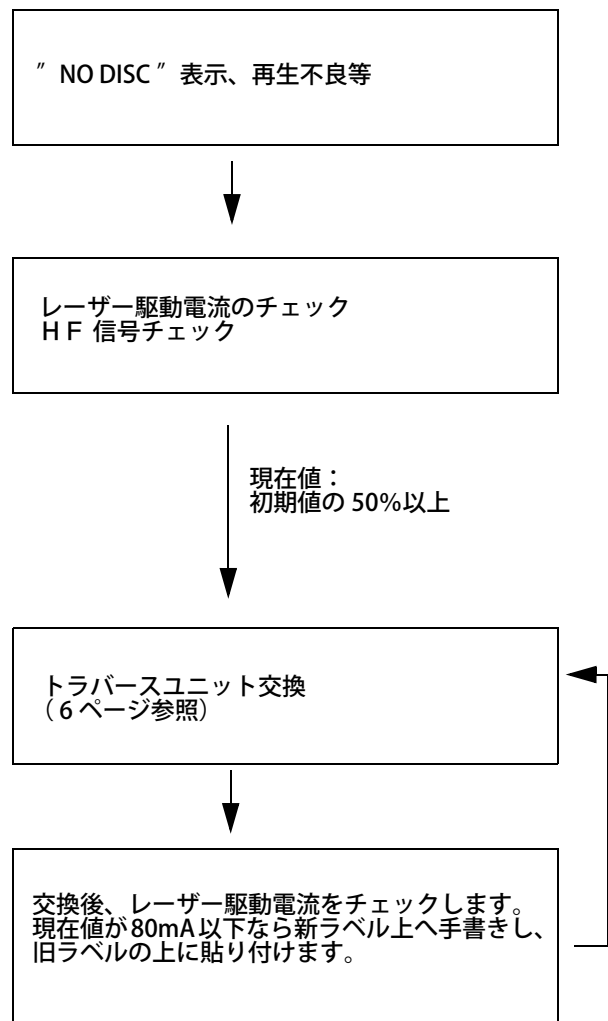 ″ NO DISC ″ 表示、再生不良等
レーザー駆動電流のチェック
ＨＦ 信号チェック
現在値：
初期値の 50%以上
トラバースユニット交換
（ 6 ページ参照）
交換後、レーザー駆動電流をチェックします。
現在値が 80mA 以下なら新ラベル上へ手書きし、
旧ラベルの上に貼り付けます。